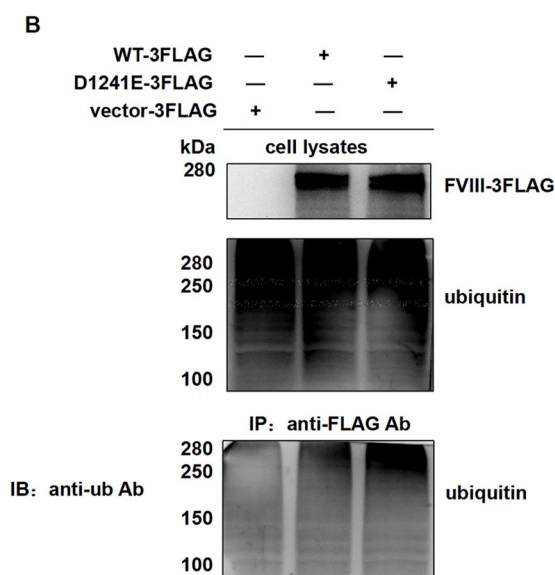 B
WT-3FLAG — + —
D1241E-3FLAG — — +
vector-3FLAG + — —
kDa cell lysates
280 FVIII-3FLAG
280
250 ubiquitin
150
100
IP： anti-FLAG Ab
280
250
IB： anti-ub Ab ubiquitin
150
100